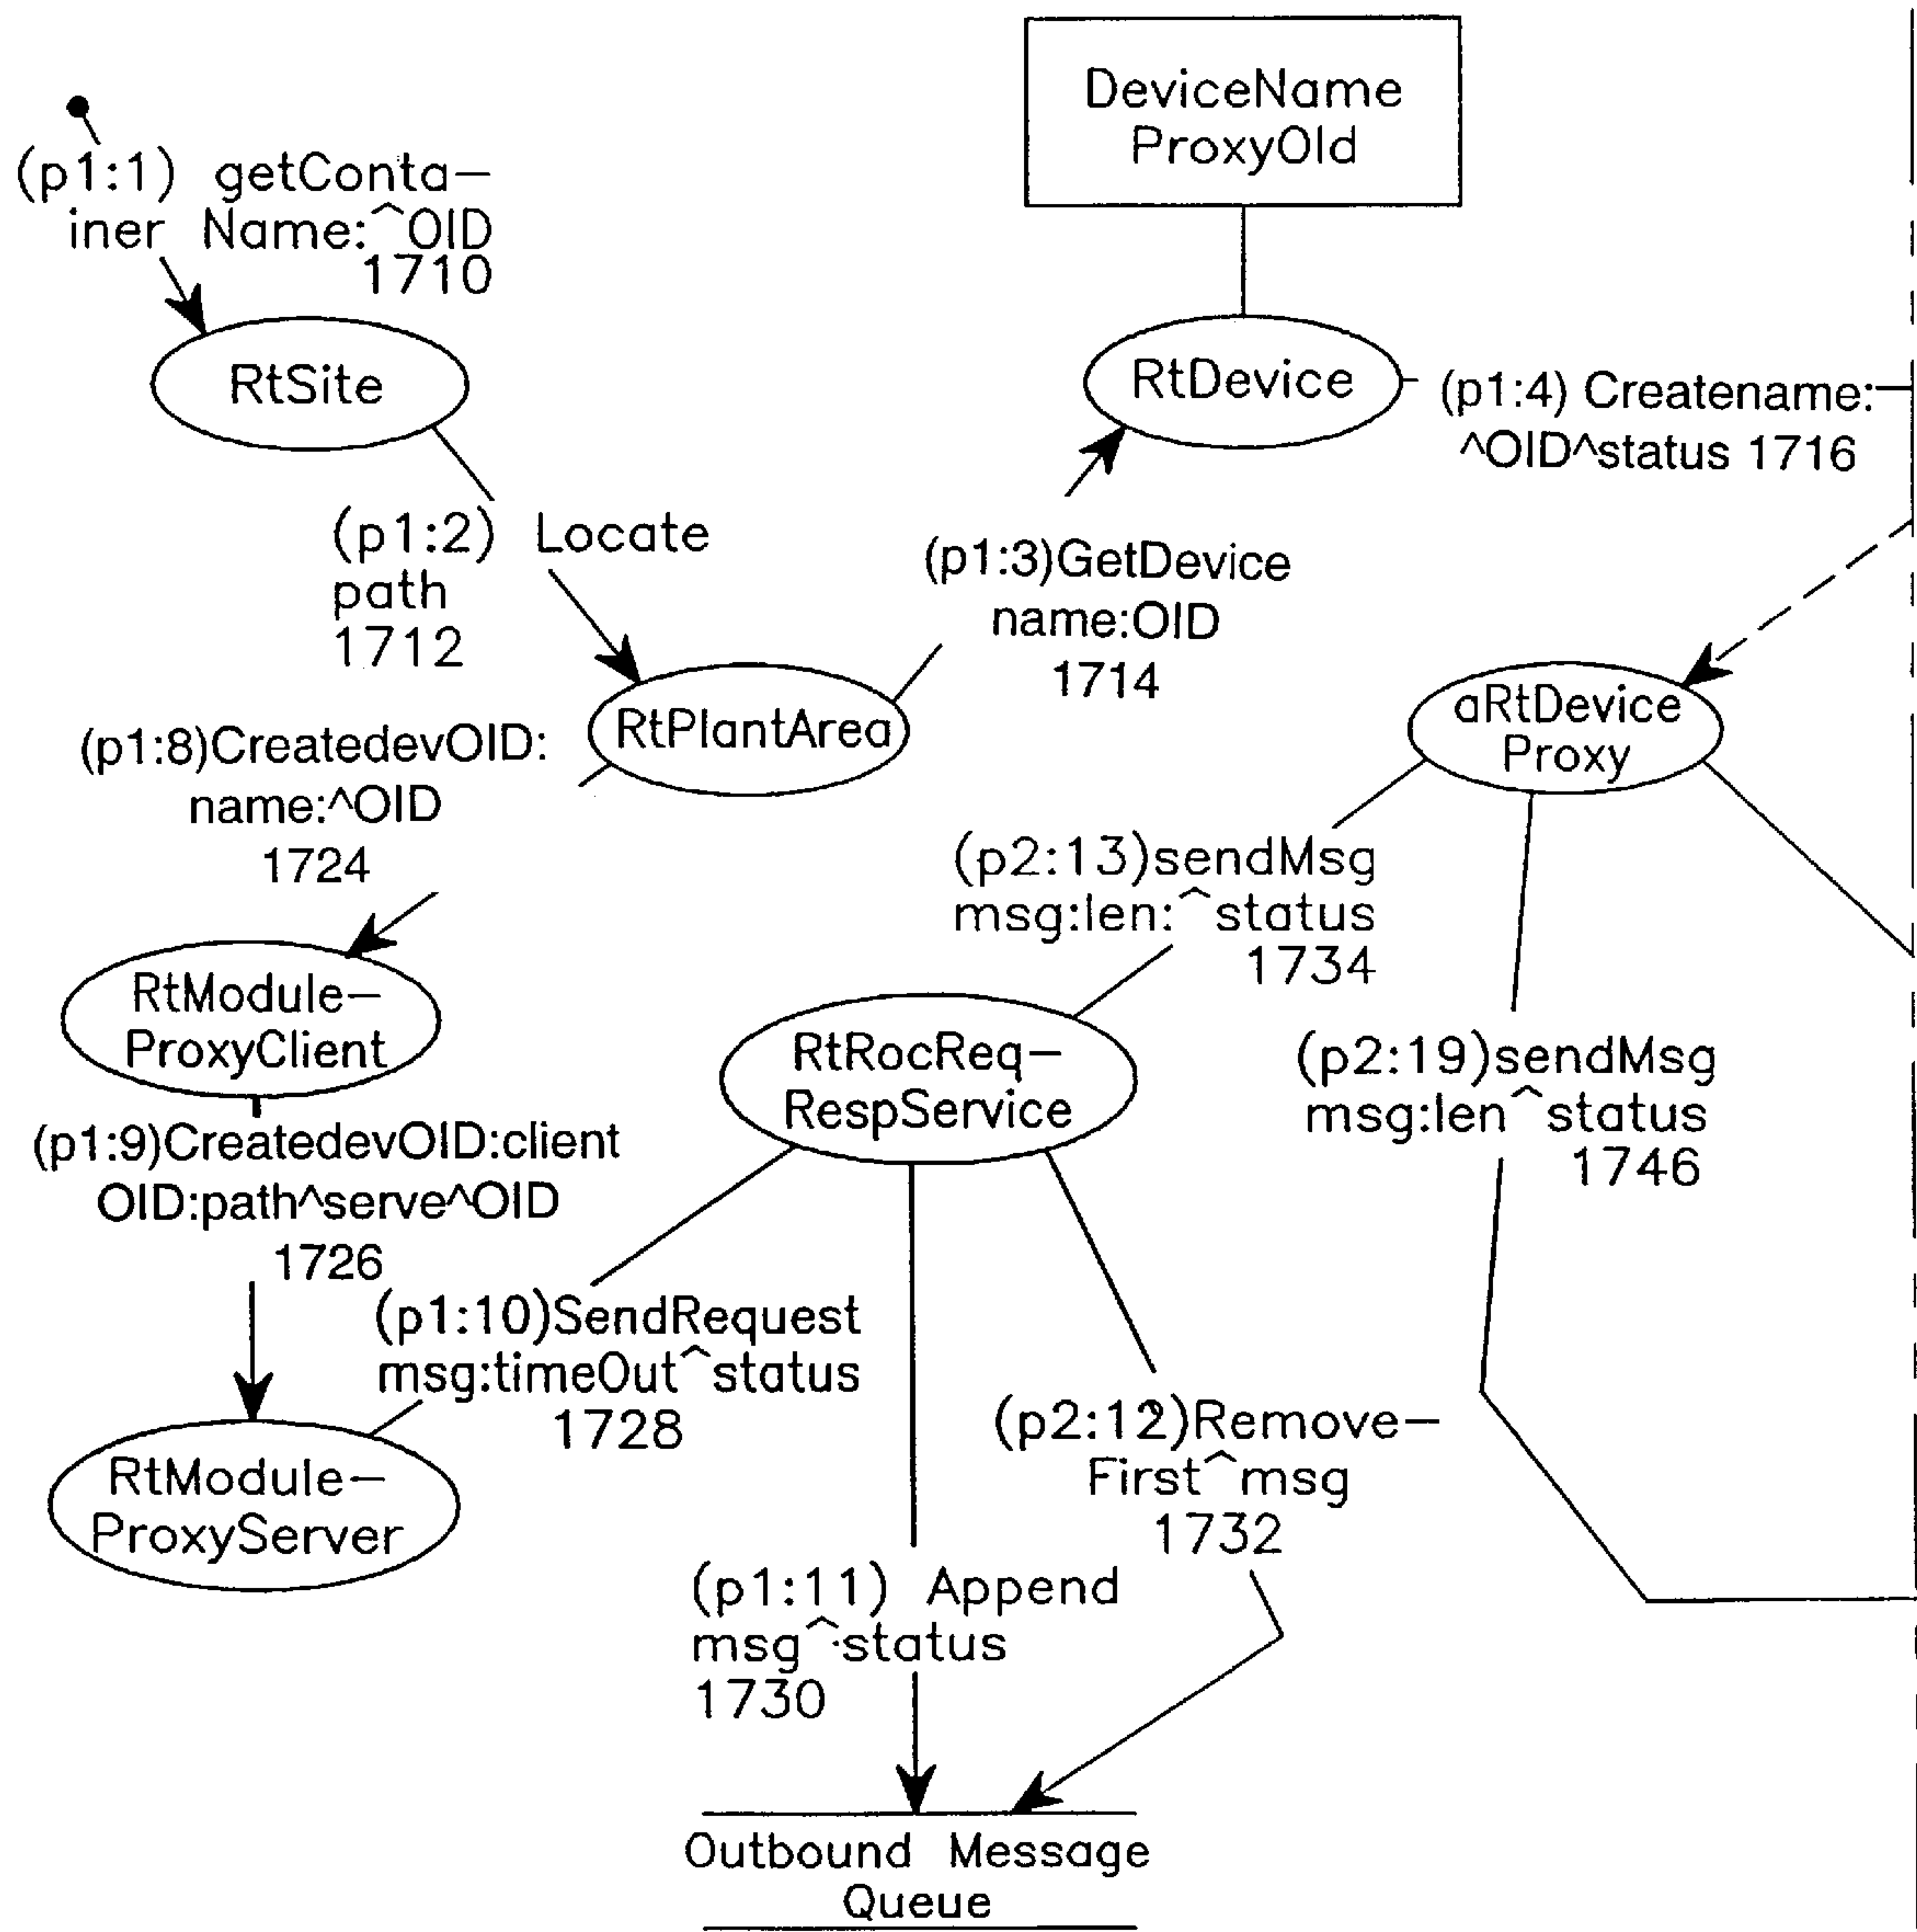 DeviceName
ProxyOld
(p1:1) getConta-
iner Name:^OID
1710
RtSite
RtDevice
(p1:4) Createname:
^OID^status 1716
(p1:2) Locate
path
1712
(p1:3)GetDevice
name:OID
1714
RtPlantArea
aRtDevice
Proxy
(p1:8)CreatedevOID:
name:^OID
1724
(p2:13)sendMsg
msg:len:^status
1734
RtModule-
ProxyClient
RtRocReq-
RespService
(p2:19)sendMsg
msg:len^status
1746
(p1:9)CreatedevOID:client
OID:path^serve^OID
1726
(p1:10)SendRequest
msg:timeOut^status
1728
(p2:12)Remove-
First^msg
1732
RtModule-
ProxyServer
(p1:11) Append
msg^status
1730
Outbound Message
Queue